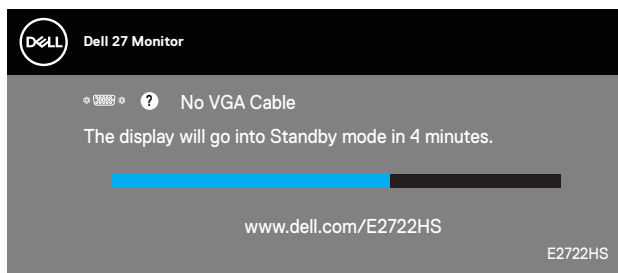 DELL
Dell 27 Monitor
? No VGA Cable
The display will go into Standby mode in 4 minutes.
www.dell.com/E2722HS
E2722HS